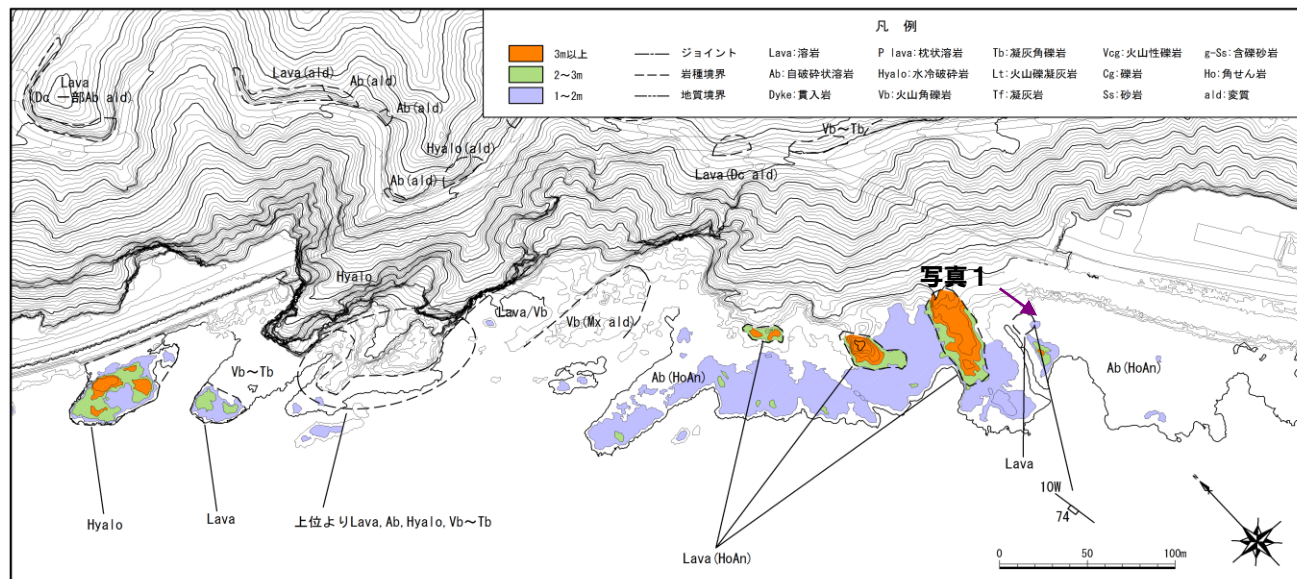 凡 例
3m以上
2～3m
1～2m
ジョイント
岩種境界
地質境界
Lava:溶岩
Ab:自破砕状溶岩
Dyke:貫入岩
P lava:枕状溶岩
Hyalo:水冷破砕岩
Vb:火山角礫岩
Tb:凝灰角礫岩
Lt:火山礫凝灰岩
Tf:凝灰岩
Vcg:火山性礫岩
Cg:礫岩
Ss:砂岩
g-Ss:含礫砂岩
Ho:角せん岩
ald:変質
Lava
(Dc 一部Ab ald)
Lava(ald)
Ab(ald)
Ab(ald)
Hyalo(ald)
Ab(ald)
Vb～Tb
Lava(Dc ald)
Hyalo
写真１
Lava/Vb
Vb(Mx ald)
Vb～Tb
Ab(HoAn)
Ab(HoAn)
Lava
10W
74
Hyalo
Lava
上位よりLava,Ab,Hyalo,Vb～Tb
Lava(HoAn)
0 50 100m